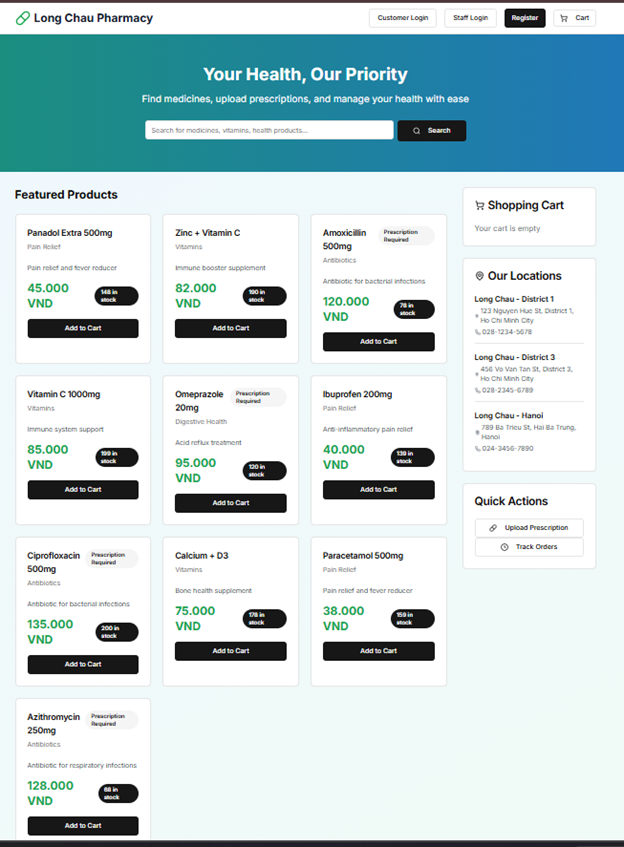 Long Chau Pharmacy
Customer Login
Staff Login
Register
Cart
Your Health, Our Priority
Find medicines, upload prescriptions, and manage your health with ease
Search for medicines, vitamins, health products...
Search
Featured Products
Panadol Extra 500mg
Pain Relief
Pain relief and fever reducer
45.000
VND
148 in
stock
Add to Cart
Zinc + Vitamin C
Vitamins
Immune booster supplement
82.000
VND
190 in
stock
Add to Cart
Amoxicillin
500mg
Prescription
Required
Antibiotics
Antibiotic for bacterial infections
120.000
VND
78 in
stock
Add to Cart
Vitamin C 1000mg
Vitamins
Immune system support
85.000
VND
199 in
stock
Add to Cart
Omeprazole
20mg
Prescription
Required
Digestive Health
Acid reflux treatment
95.000
VND
120 in
stock
Add to Cart
Ibuprofen 200mg
Pain Relief
Anti-inflammatory pain relief
40.000
VND
139 in
stock
Add to Cart
Ciprofloxacin
500mg
Prescription
Required
Antibiotics
Antibiotic for bacterial infections
135.000
VND
200 in
stock
Add to Cart
Calcium + D3
Vitamins
Bone health supplement
75.000
VND
178 in
stock
Add to Cart
Paracetamol 500mg
Pain Relief
Pain relief and fever reducer
38.000
VND
159 in
stock
Add to Cart
Azithromycin
250mg
Prescription
Required
Antibiotics
Antibiotic for respiratory infections
128.000
VND
68 in
stock
Add to Cart
Shopping Cart
Your cart is empty
Our Locations
Long Chau - District 1
123 Nguyen Hue St, District 1,
Ho Chi Minh City
028-1234-5678
Long Chau - District 3
456 Vo Van Tan St, District 3,
Ho Chi Minh City
028-2345-6789
Long Chau - Hanoi
789 Ba Trieu St, Hai Ba Trung,
Hanoi
024-3456-7890
Quick Actions
Upload Prescription
Track Orders